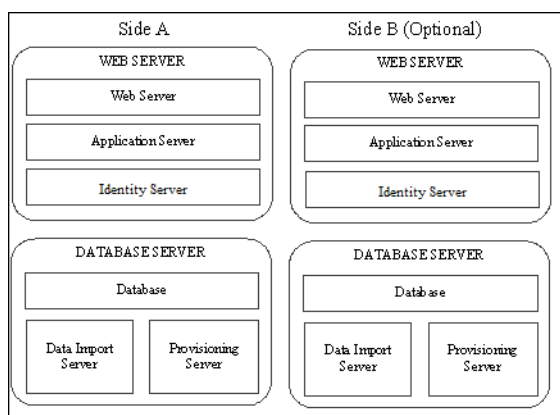 Side A
Side B (Optional)
WEB SERVER
Web Server
Application Server
Identity Server
WEB SERVER
Web Server
Application Server
Identity Server
DATABASE SERVER
Database
Data Import
Server
Provisioning
Server
DATABASE SERVER
Database
Data Import
Server
Provisioning
Server